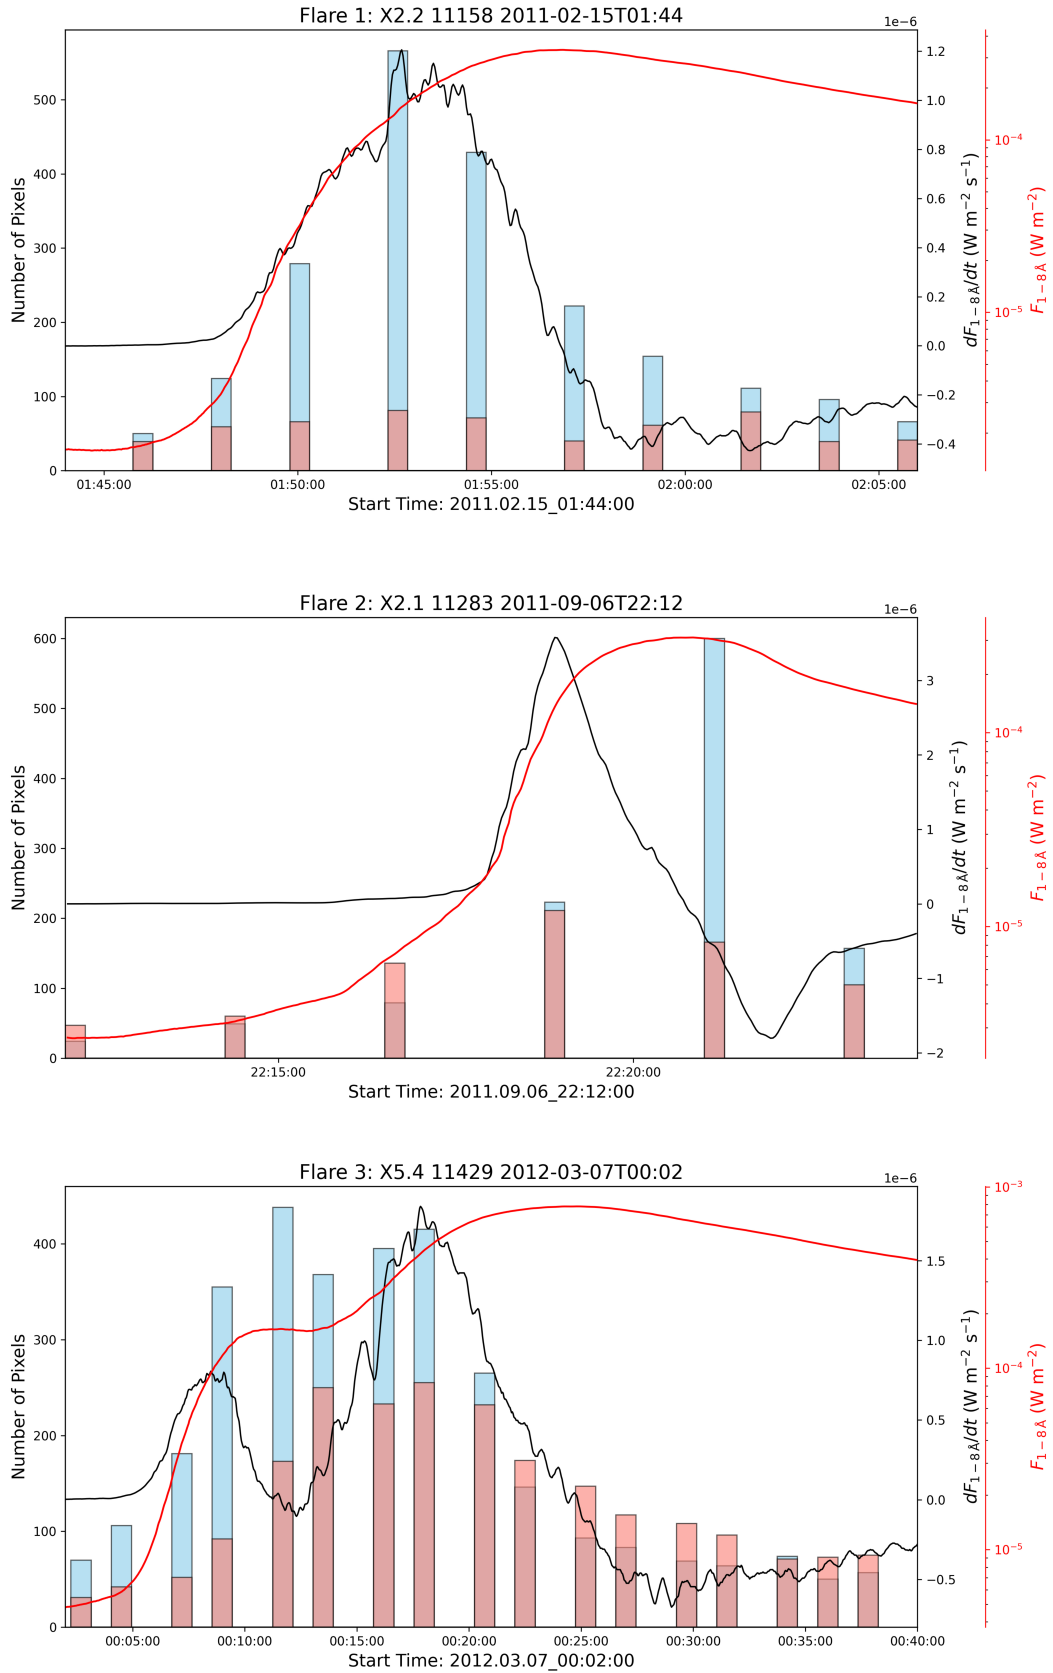 Flare 1: X2.2 11158 2011-02-15T01:44
1e−6
Number of Pixels
500
400
300
200
100
0
1.2
1.0
0.8
0.6
0.4
0.2
0.0
−0.2
−0.4
dF₁₋₈Å/dt (W m⁻² s⁻¹)
10⁻⁴
10⁻⁵
F₁₋₈Å (W m⁻²)
01:45:00 01:50:00 01:55:00 02:00:00 02:05:00
Start Time: 2011.02.15_01:44:00
Flare 2: X2.1 11283 2011-09-06T22:12
1e−6
Number of Pixels
600
500
400
300
200
100
0
3
2
1
0
−1
−2
dF₁₋₈Å/dt (W m⁻² s⁻¹)
10⁻⁴
10⁻⁵
F₁₋₈Å (W m⁻²)
22:15:00 22:20:00
Start Time: 2011.09.06_22:12:00
Flare 3: X5.4 11429 2012-03-07T00:02
1e−6
Number of Pixels
400
300
200
100
0
1.5
1.0
0.5
0.0
−0.5
dF₁₋₈Å/dt (W m⁻² s⁻¹)
10⁻³
10⁻⁴
10⁻⁵
F₁₋₈Å (W m⁻²)
00:05:00 00:10:00 00:15:00 00:20:00 00:25:00 00:30:00 00:35:00 00:40:00
Start Time: 2012.03.07_00:02:00